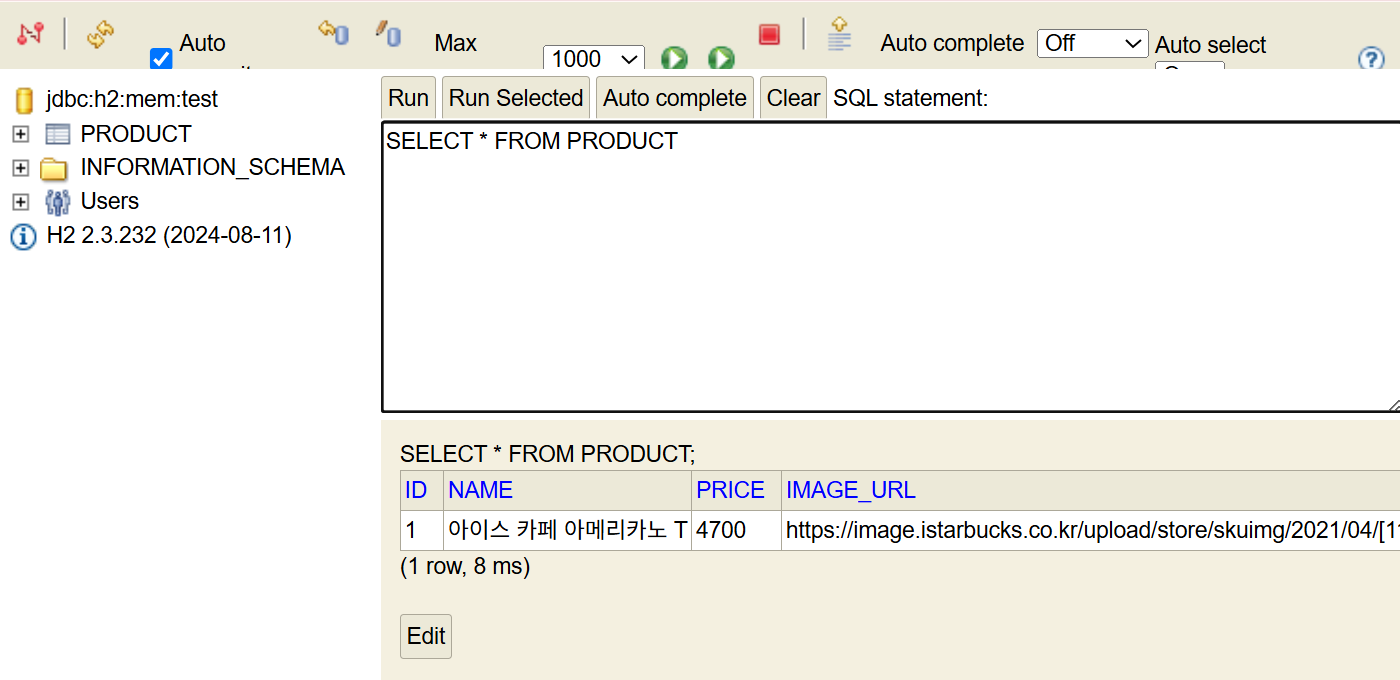 Auto
Max
1000
Auto complete
Off
Auto select
jdbc:h2:mem:test
PRODUCT
INFORMATION_SCHEMA
Users
H2 2.3.232 (2024-08-11)
Run Run Selected Auto complete Clear SQL statement:
SELECT * FROM PRODUCT
SELECT * FROM PRODUCT;
ID NAME PRICE IMAGE_URL
1 아이스 카페 아메리카노 T 4700 https://image.istarbucks.co.kr/upload/store/skuimg/2021/04/[1
(1 row, 8 ms)
Edit